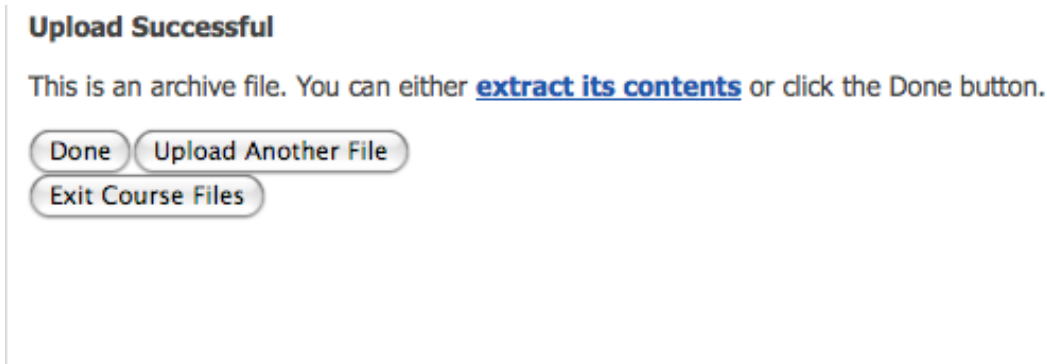 Upload Successful
This is an archive file. You can either extract its contents or click the Done button.
Done Upload Another File
Exit Course Files